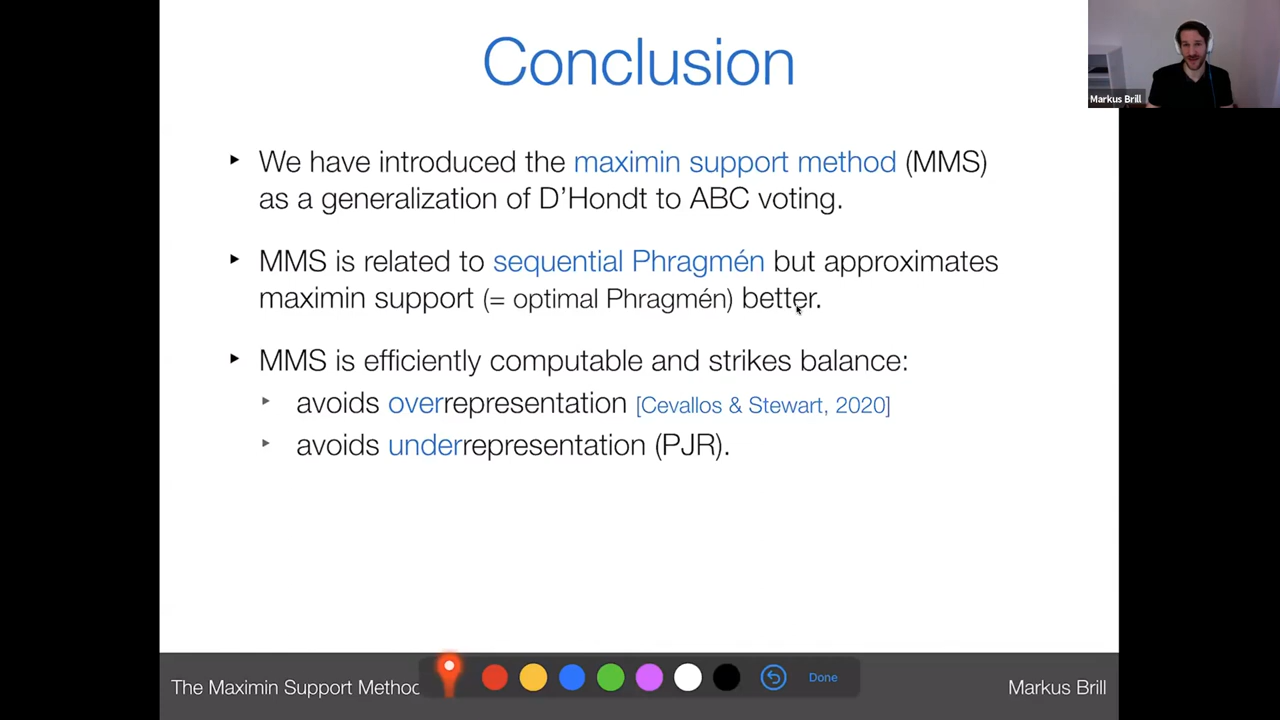 Conclusion
Markus Brill
‣ We have introduced the maximin support method (MMS)
as a generalization of D’Hondt to ABC voting.
‣ MMS is related to sequential Phragmén but approximates
maximin support (= optimal Phragmén) better.
‣ MMS is efficiently computable and strikes balance:
‣ avoids overrepresentation [Cevallos & Stewart, 2020]
‣ avoids underrepresentation (PJR).
The Maximin Support Method
Done
Markus Brill